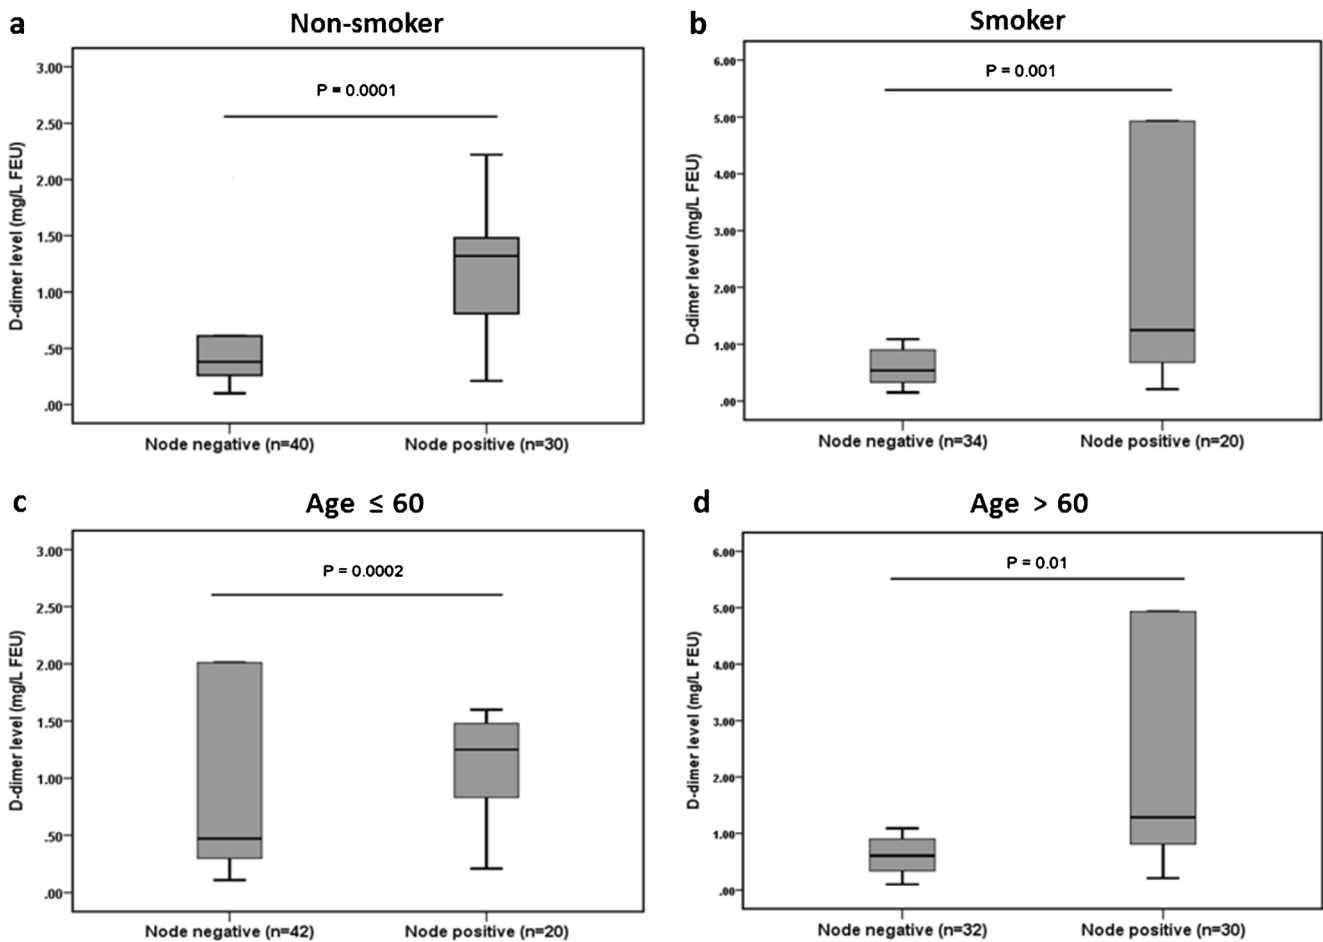 a
Non-smoker
3.00
2.50
2.00
1.50
1.00
.50
.00
D-dimer level (mg/L FEU)
P = 0.0001
Node negative (n=40)
Node positive (n=30)
b
Smoker
6.00
5.00
4.00
3.00
2.00
1.00
.00
D-dimer level (mg/L FEU)
P = 0.001
Node negative (n=34)
Node positive (n=20)
c
Age ≤ 60
3.00
2.50
2.00
1.50
1.00
.50
.00
D-dimer level (mg/L FEU)
P = 0.0002
Node negative (n=42)
Node positive (n=20)
d
Age > 60
6.00
5.00
4.00
3.00
2.00
1.00
.00
D-dimer level (mg/L FEU)
P = 0.01
Node negative (n=32)
Node positive (n=30)